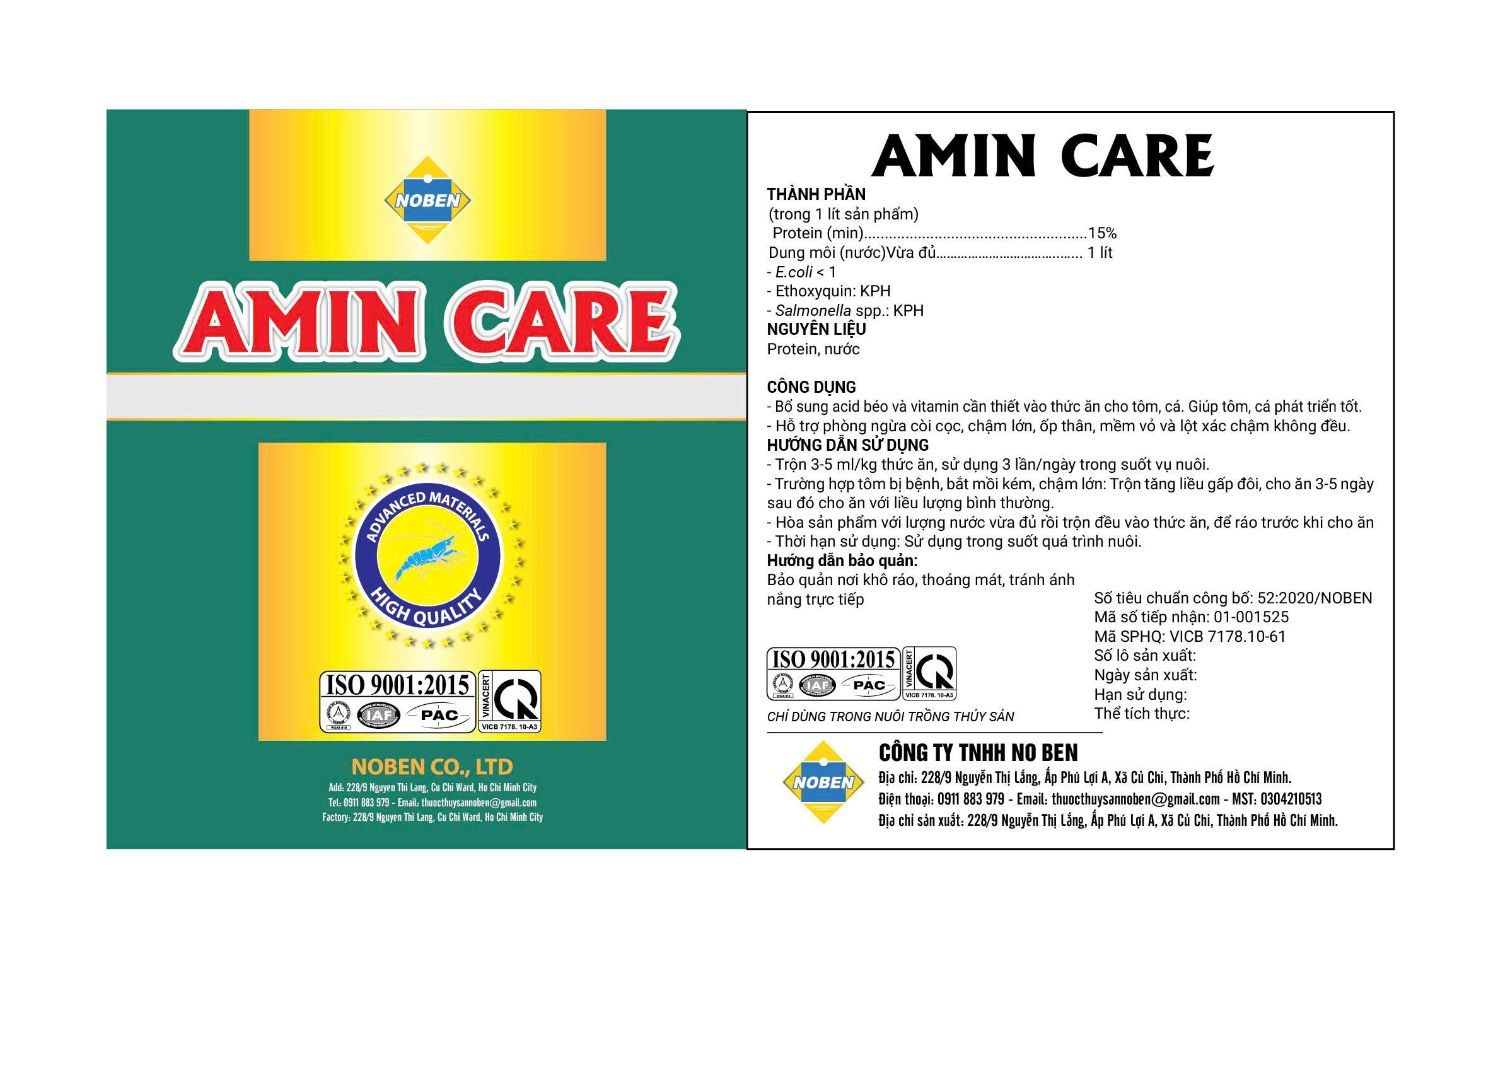 NOBEN
AMIN CARE
ADVANCED MATERIALS
HIGH QUALITY
ISO 9001:2015
IAF
PAC
VINACERT
VICB 7178. 10-A3
NOBEN CO., LTD
Add: 228/9 Nguyen Thi Lang, Cu Chi Ward, Ho Chi Minh City
Tel: 0911 883 979 - Email: thuocthuysannoben@gmail.com
Factory: 228/9 Nguyen Thi Lang, Cu Chi Ward, Ho Chi Minh City
AMIN CARE
THÀNH PHẦN
(trong 1 lít sản phẩm)
Protein (min)......................................................15%
Dung môi (nước)Vừa đủ...................................... 1 lít
- E.coli < 1
- Ethoxyquin: KPH
- Salmonella spp.: KPH
NGUYÊN LIỆU
Protein, nước
CÔNG DỤNG
- Bổ sung acid béo và vitamin cần thiết vào thức ăn cho tôm, cá. Giúp tôm, cá phát triển tốt.
- Hỗ trợ phòng ngừa còi cọc, chậm lớn, ốp thân, mềm vỏ và lột xác chậm không đều.
HƯỚNG DẪN SỬ DỤNG
- Trộn 3-5 ml/kg thức ăn, sử dụng 3 lần/ngày trong suốt vụ nuôi.
- Trường hợp tôm bị bệnh, bắt mồi kém, chậm lớn: Trộn tăng liều gấp đôi, cho ăn 3-5 ngày
sau đó cho ăn với liều lượng bình thường.
- Hòa sản phẩm với lượng nước vừa đủ rồi trộn đều vào thức ăn, để ráo trước khi cho ăn
- Thời hạn sử dụng: Sử dụng trong suốt quá trình nuôi.
Hướng dẫn bảo quản:
Bảo quản nơi khô ráo, thoáng mát, tránh ánh
nắng trực tiếp
Số tiêu chuẩn công bố: 52:2020/NOBEN
Mã số tiếp nhận: 01-001525
Mã SPHQ: VICB 7178.10-61
Số lô sản xuất:
Ngày sản xuất:
Hạn sử dụng:
Thể tích thực:
ISO 9001:2015
IAF
PAC
VINACERT
VICB 7178. 10-A3
CHỈ DÙNG TRONG NUÔI TRỒNG THỦY SẢN
NOBEN
CÔNG TY TNHH NO BEN
Địa chỉ: 228/9 Nguyễn Thị Lắng, Ấp Phú Lợi A, Xã Củ Chi, Thành Phố Hồ Chí Minh.
Điện thoại: 0911 883 979 - Email: thuocthuysannoben@gmail.com - MST: 0304210513
Địa chỉ sản xuất: 228/9 Nguyễn Thị Lắng, Ấp Phú Lợi A, Xã Củ Chi, Thành Phố Hồ Chí Minh.